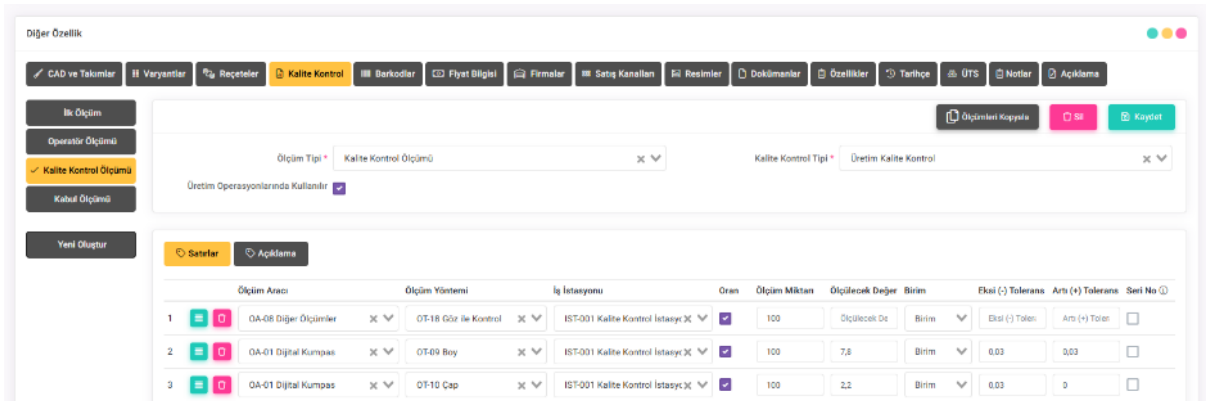 Diğer Özellik
CAD ve Takımlar Varyantlar Reçeteler Kalite Kontrol Barkodlar Fiyat Bilgisi Firmalar Satış Kanalları Resimler Dokümanlar Özellikler Tarihçe ÜTS Notlar Açıklama
İlk Ölçüm
Operatör Ölçümü
Kalite Kontrol Ölçümü
Kabul Ölçümü
Yeni Oluştur
Ölçümleri Kopyala Sil Kaydet
Ölçüm Tipi * Kalite Kontrol Ölçümü Kalite Kontrol Tipi * Üretim Kalite Kontrol
Üretim Operasyonlarında Kullanılır
Satırlar Açıklama
Ölçüm Aracı Ölçüm Yöntemi İş İstasyonu Oran Ölçüm Miktarı Ölçülecek Değer Birim Eksi (-) Tolerans Artı (+) Tolerans Seri No
1 OA-08 Diğer Ölçümler OT-18 Göz ile Kontrol IST-001 Kalite Kontrol İstasyc 100 Ölçülecek De Birim Eksi (-) Tolera Artı (+) Toler
2 OA-01 Dijital Kumpas OT-09 Boy IST-001 Kalite Kontrol İstasyc 100 7,8 Birim 0,03 0,03
3 OA-01 Dijital Kumpas OT-10 Çap IST-001 Kalite Kontrol İstasyc 100 2,2 Birim 0,03 0